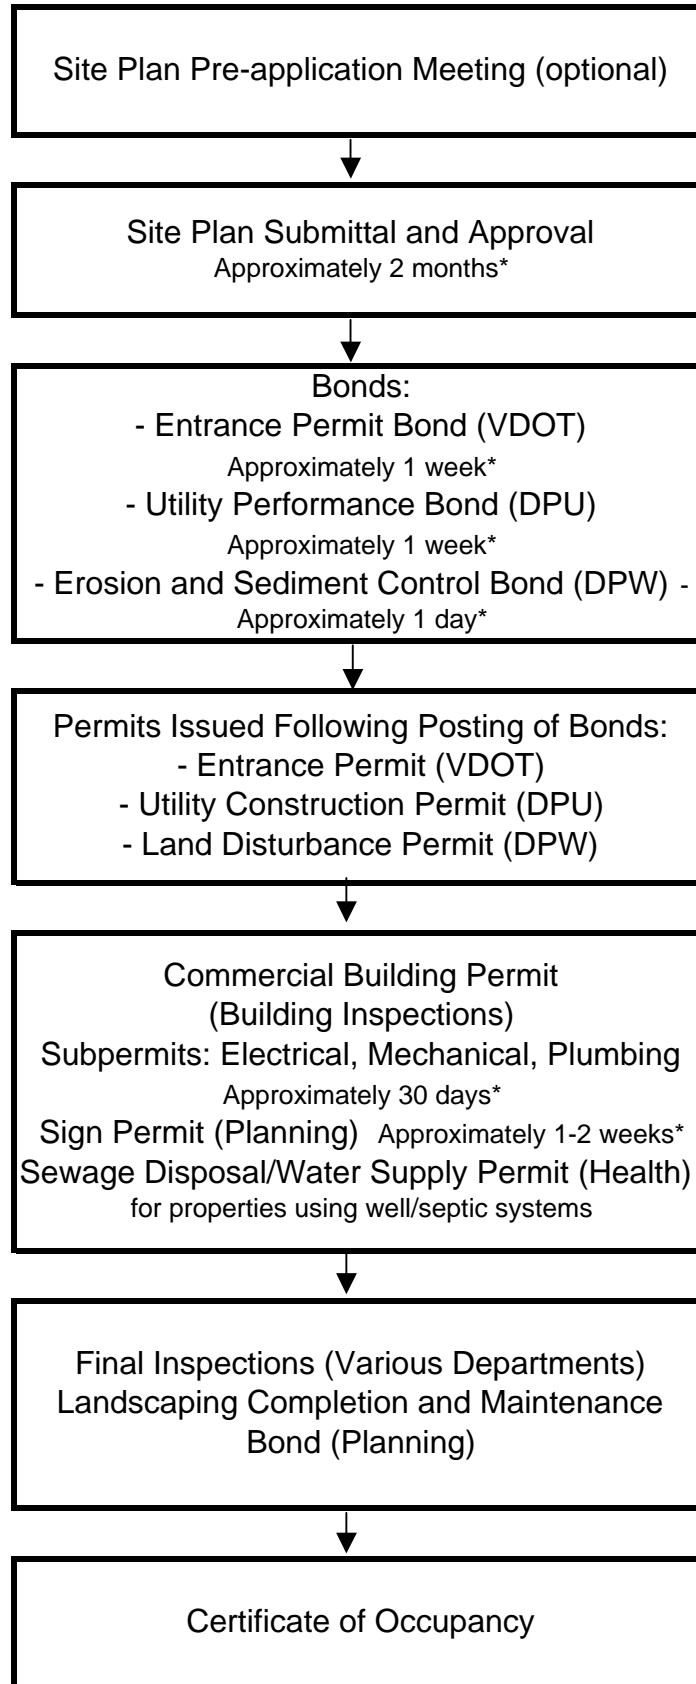 Site Plan Pre-application Meeting (optional)
Site Plan Submittal and Approval
Approximately 2 months*
Bonds:
- Entrance Permit Bond (VDOT)
Approximately 1 week*
- Utility Performance Bond (DPU)
Approximately 1 week*
- Erosion and Sediment Control Bond (DPW) -
Approximately 1 day*
Permits Issued Following Posting of Bonds:
- Entrance Permit (VDOT)
- Utility Construction Permit (DPU)
- Land Disturbance Permit (DPW)
Commercial Building Permit
(Building Inspections)
Subpermits: Electrical, Mechanical, Plumbing
Approximately 30 days*
Sign Permit (Planning) Approximately 1-2 weeks*
Sewage Disposal/Water Supply Permit (Health)
for properties using well/septic systems
Final Inspections (Various Departments)
Landscaping Completion and Maintenance
Bond (Planning)
Certificate of Occupancy